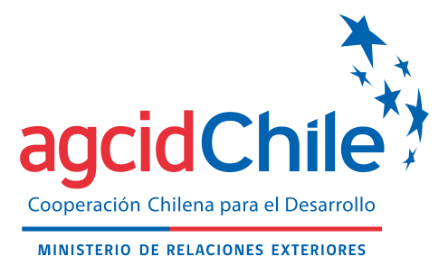 agcidChile
Cooperación Chilena para el Desarrollo
MINISTERIO DE RELACIONES EXTERIORES